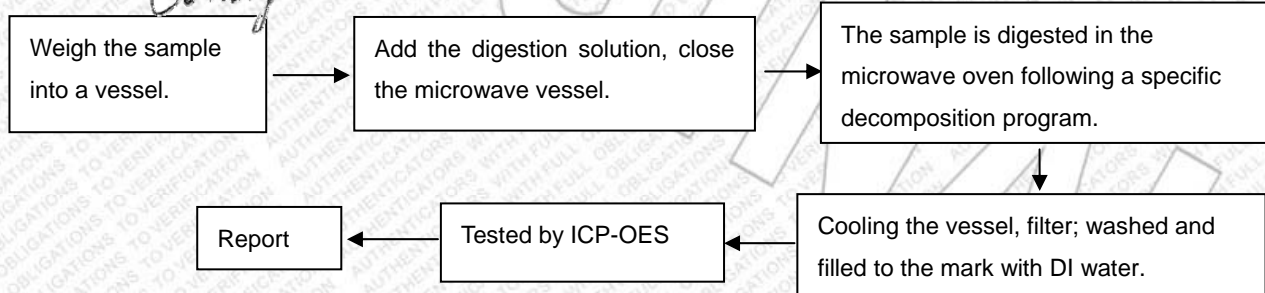 Weigh the sample
into a vessel.
Add the digestion solution, close
the microwave vessel.
The sample is digested in the
microwave oven following a specific
decomposition program.
Cooling the vessel, filter; washed and
filled to the mark with DI water.
Tested by ICP-OES
Report